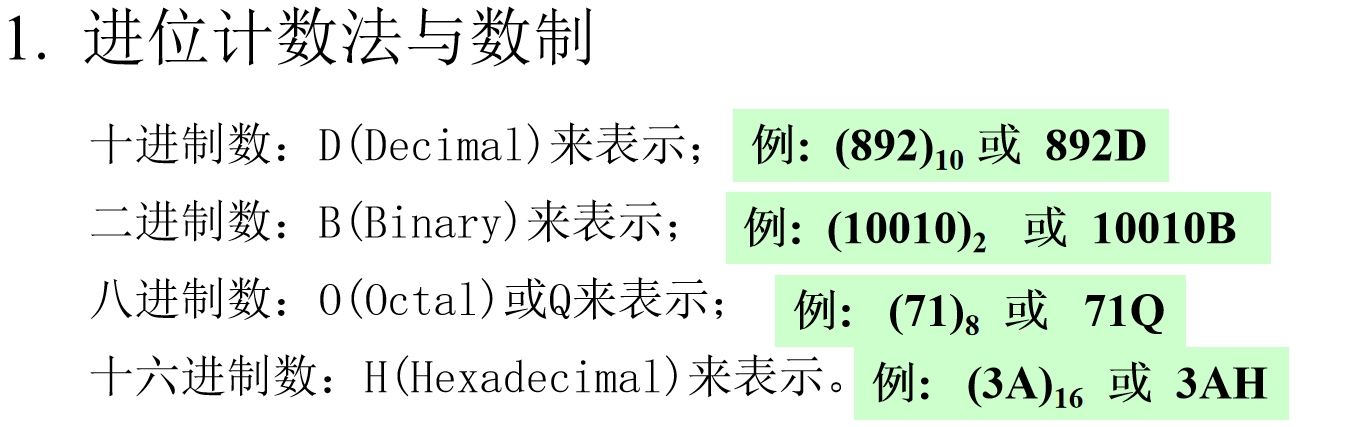 1. 进位计数法与数制
十进制数：D(Decimal)来表示； 例：(892)₁₀ 或 892D
二进制数：B(Binary)来表示； 例：(10010)₂ 或 10010B
八进制数：O(Octal)或Q来表示； 例： (71)₈ 或 71Q
十六进制数：H(Hexadecimal)来表示。 例： (3A)₁₆ 或 3AH